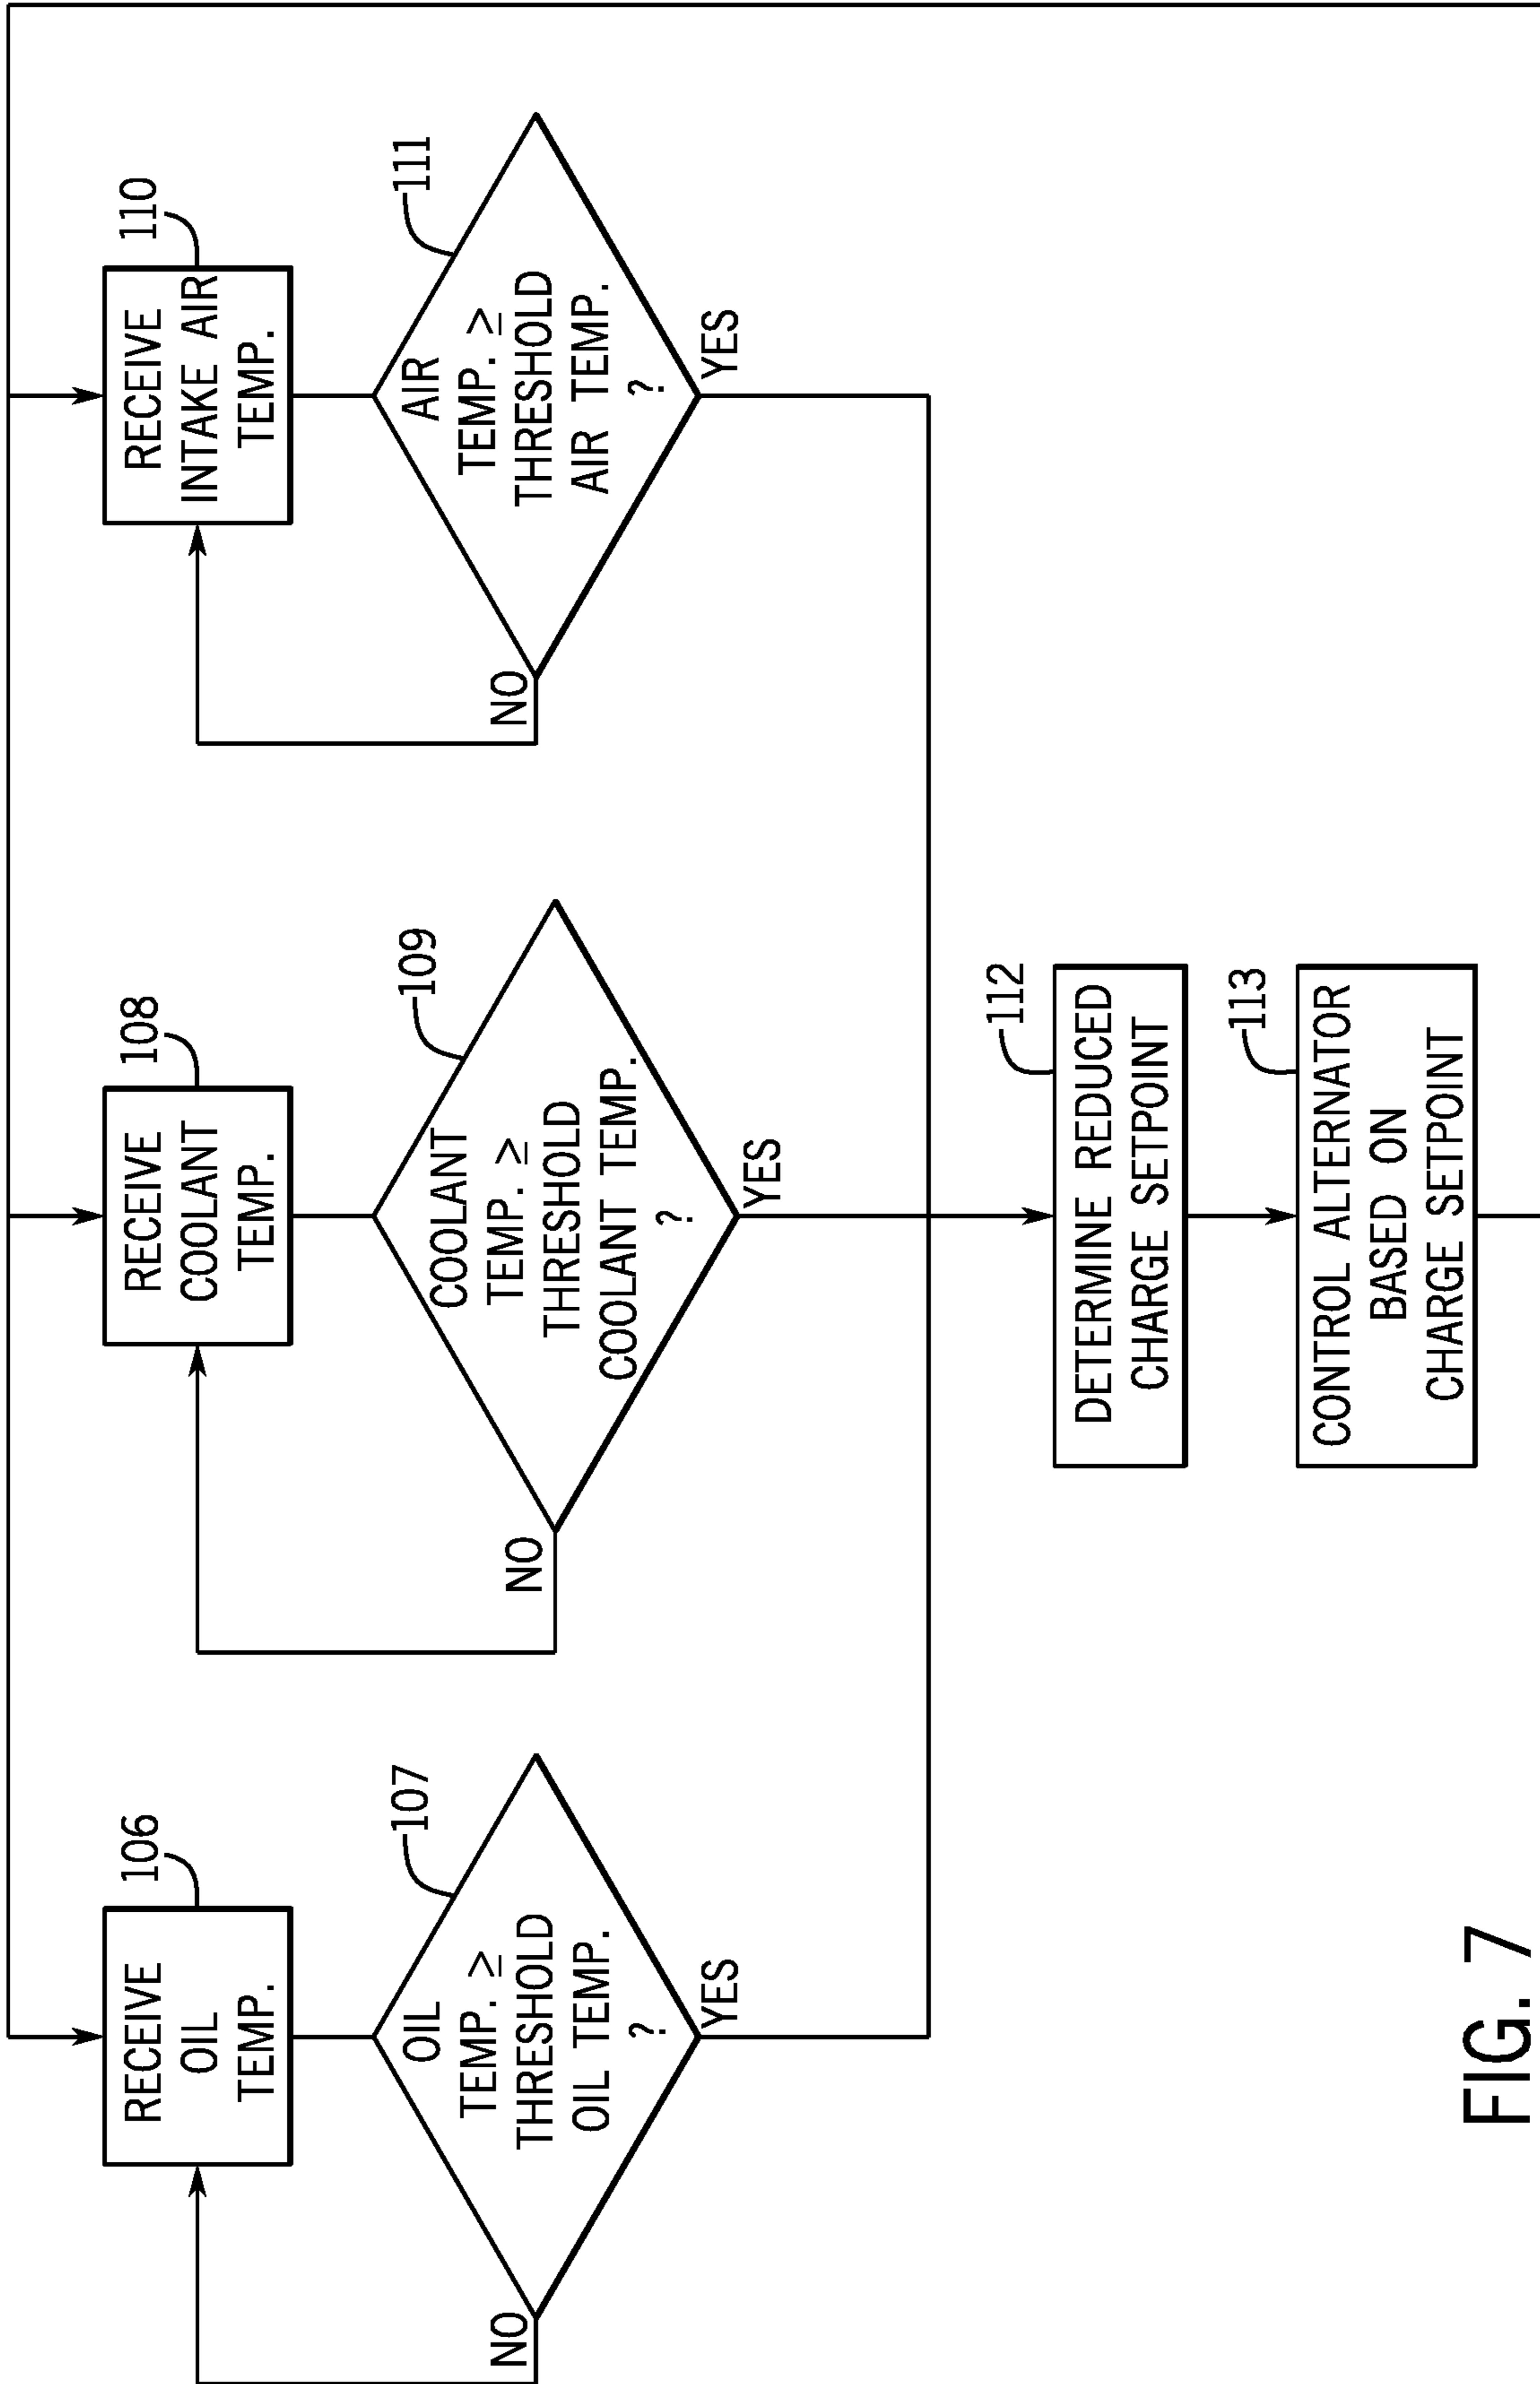 106
RECEIVE
OIL
TEMP.
107
OIL
TEMP. ≥
THRESHOLD
OIL TEMP.
?
NO
YES
108
RECEIVE
COOLANT
TEMP.
109
COOLANT
TEMP. ≥
THRESHOLD
COOLANT TEMP.
?
NO
YES
110
RECEIVE
INTAKE AIR
TEMP.
111
AIR
TEMP. ≥
THRESHOLD
AIR TEMP.
?
NO
YES
112
DETERMINE REDUCED
CHARGE SETPOINT
113
CONTROL ALTERNATOR
BASED ON
CHARGE SETPOINT
FIG. 7